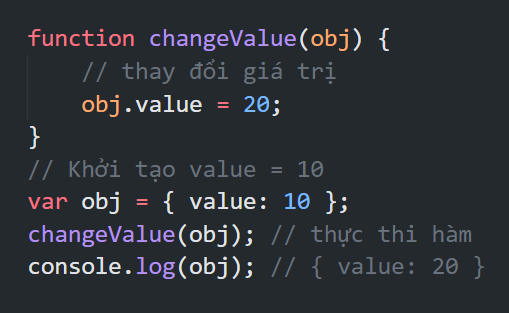 function changeValue(obj) {
    // thay đổi giá trị
    obj.value = 20;
}
// Khởi tạo value = 10
var obj = { value: 10 };
changeValue(obj); // thực thi hàm
console.log(obj); // { value: 20 }